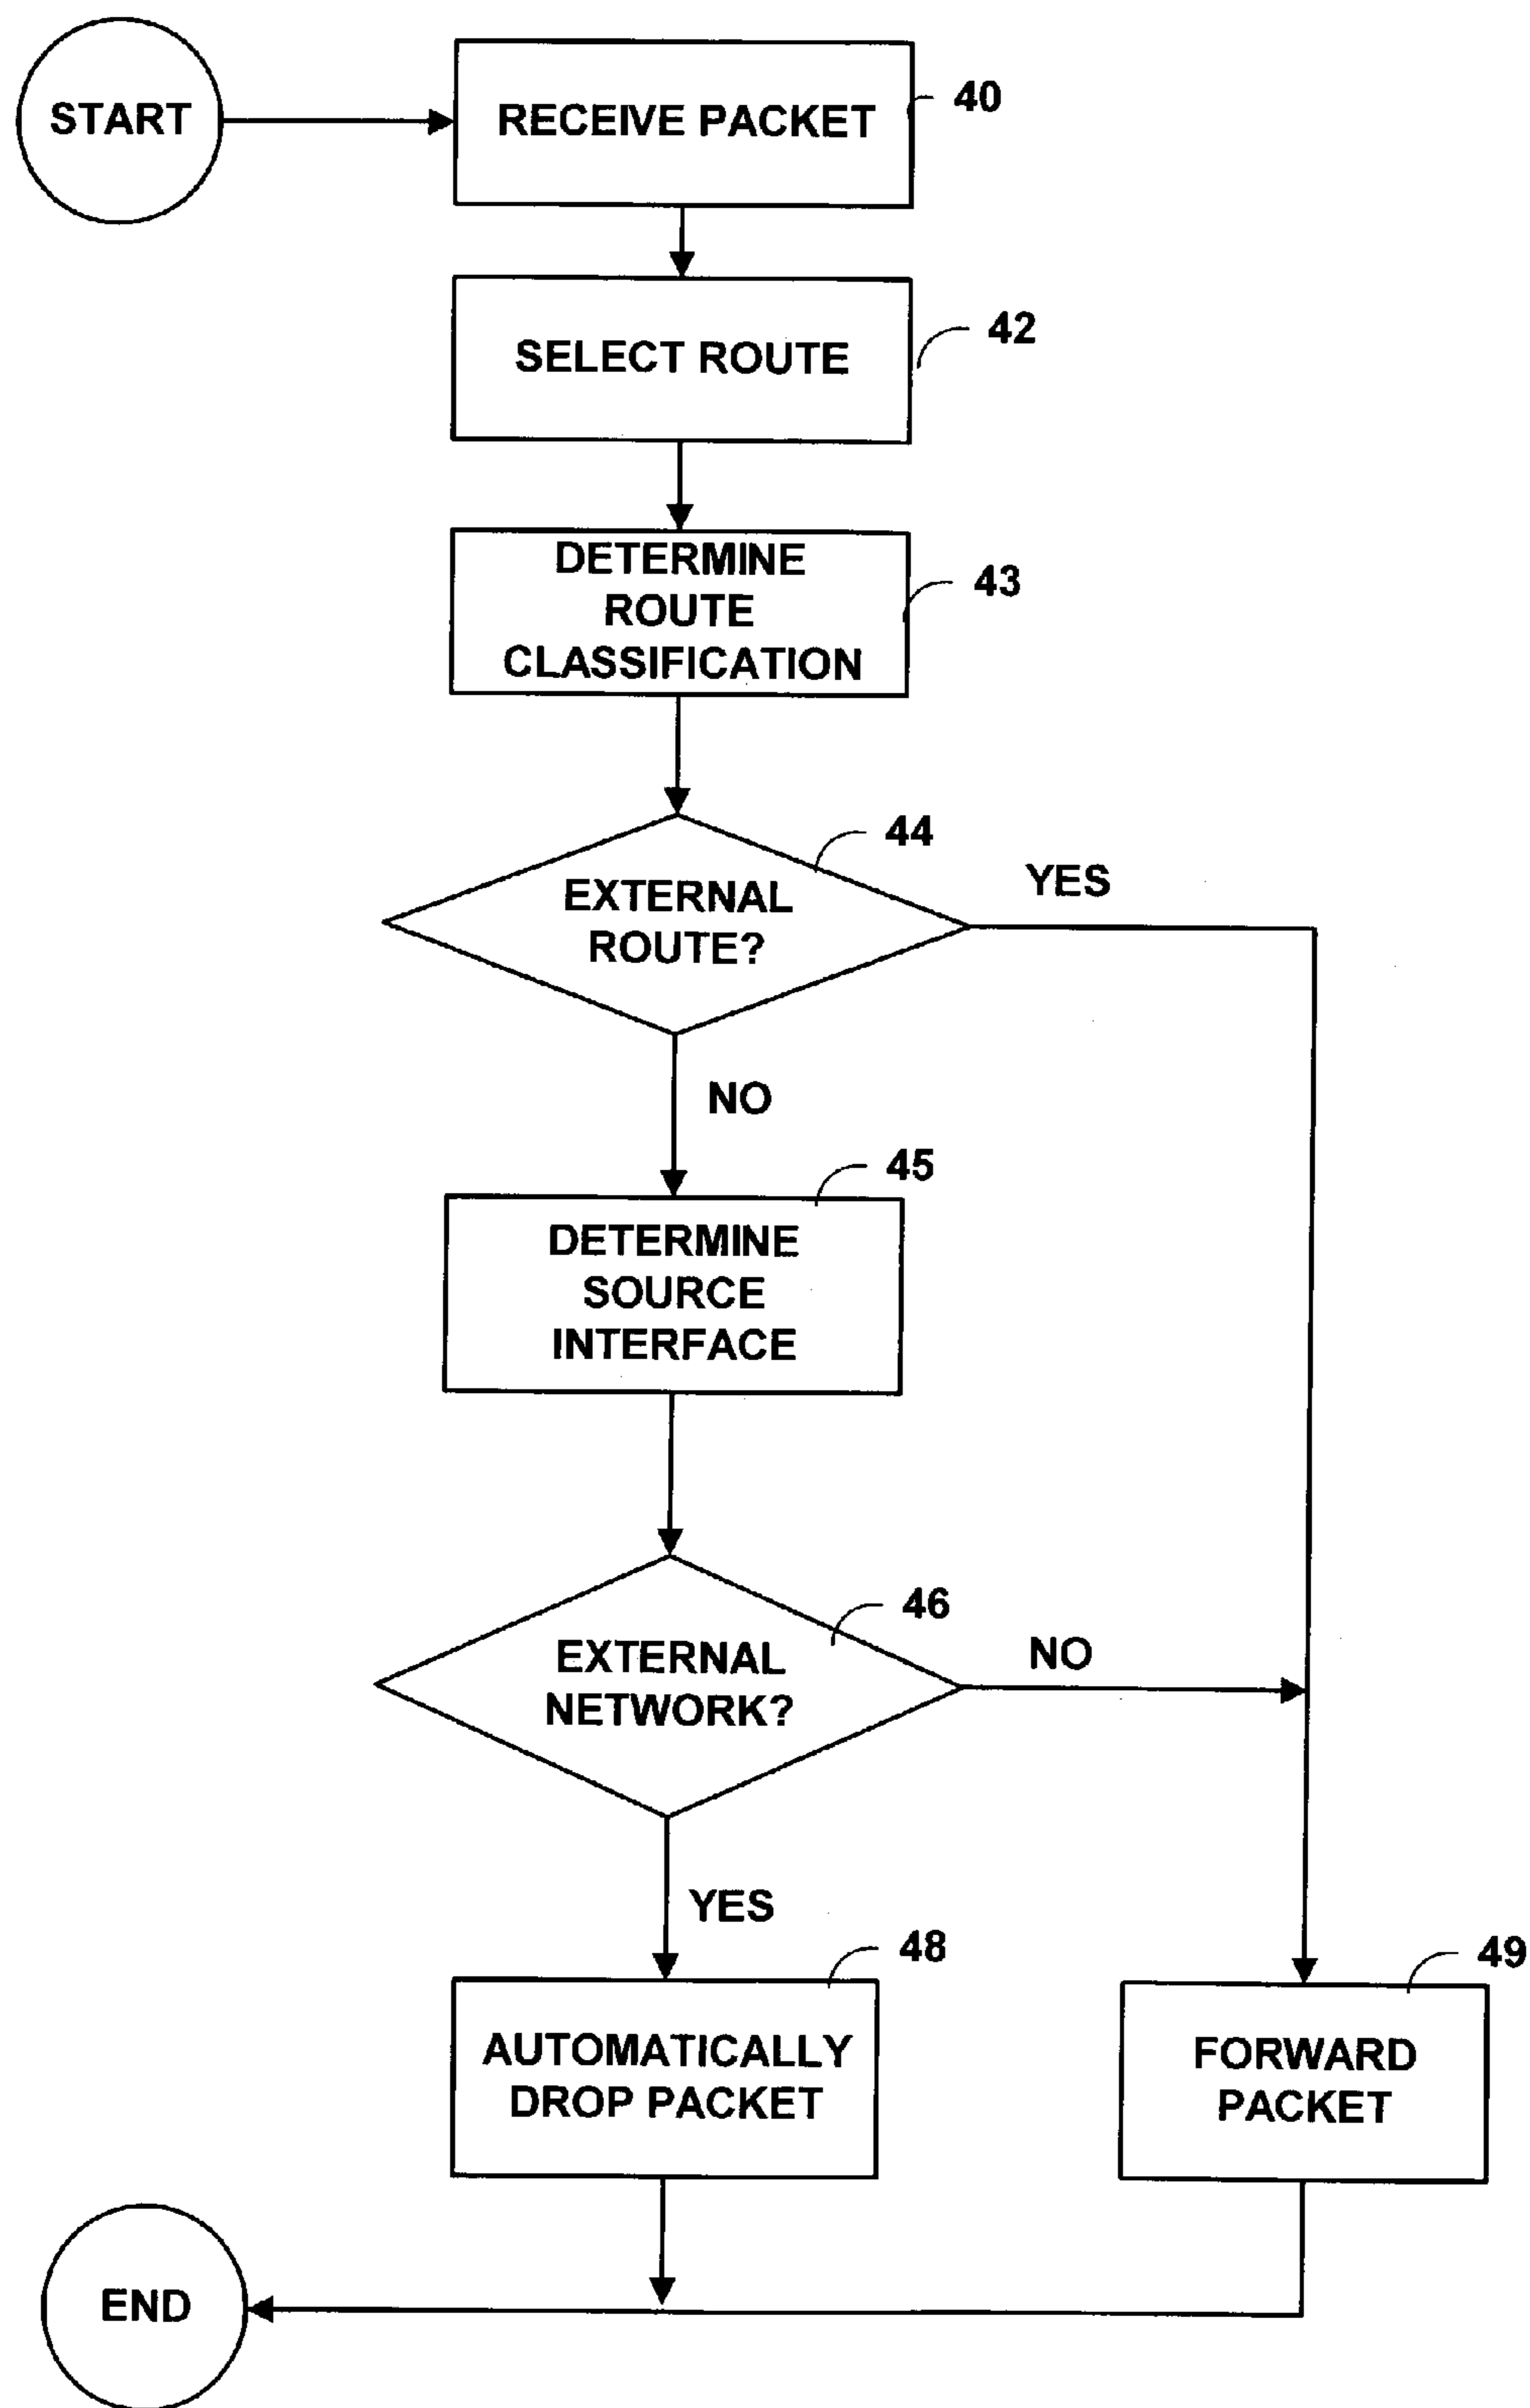 START
RECEIVE PACKET
40
SELECT ROUTE
42
DETERMINE
ROUTE
CLASSIFICATION
43
44
EXTERNAL
ROUTE?
YES
NO
45
DETERMINE
SOURCE
INTERFACE
46
EXTERNAL
NETWORK?
NO
YES
48
AUTOMATICALLY
DROP PACKET
49
FORWARD
PACKET
END